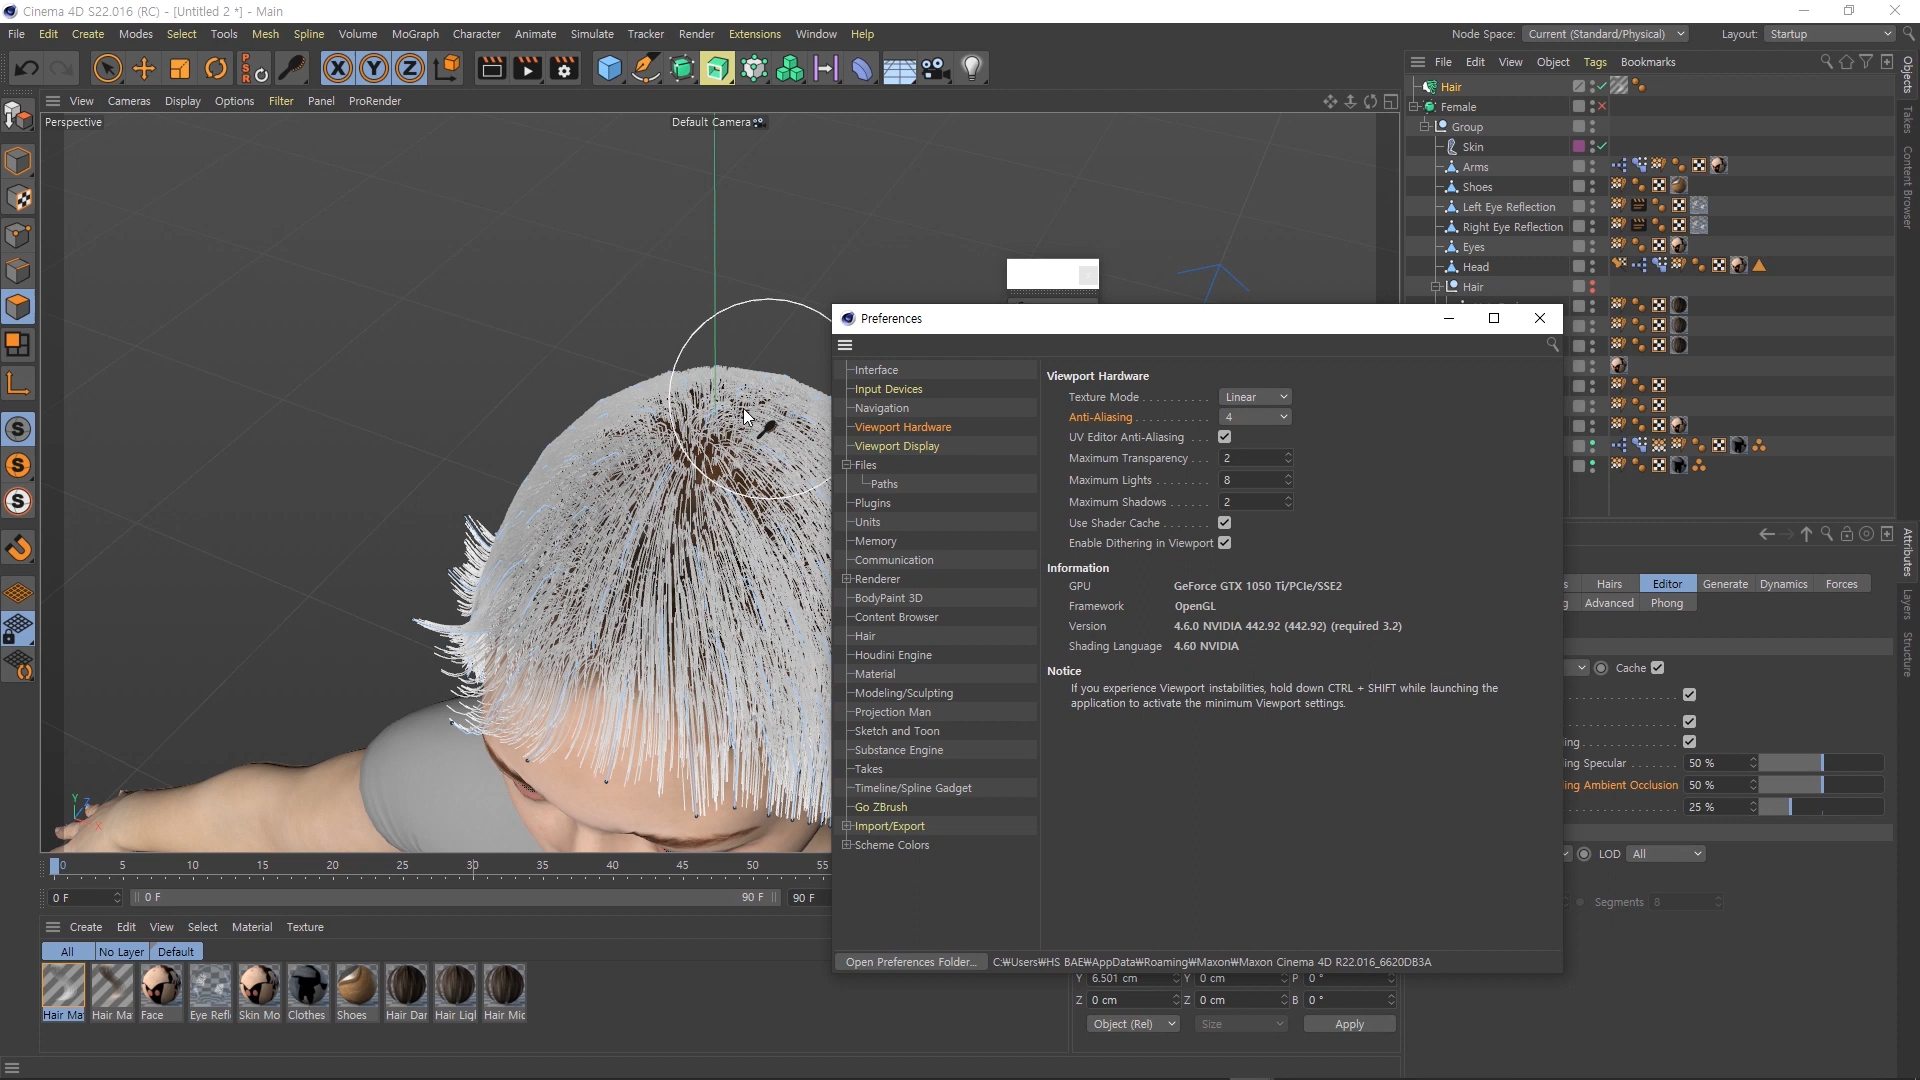 Cinema 4D S22.016 (RC) - [Untitled 2 *] - Main
File Edit Create Modes Select Tools Mesh Spline Volume MoGraph Character Animate Simulate Tracker Render Extensions Window Help
Node Space: Current (Standard/Physical) Layout: Startup
View Cameras Display Options Filter Panel ProRender
Perspective
Default Camera
File Edit View Object Tags Bookmarks
Hair
Female
Group
Skin
Arms
Shoes
Left Eye Reflection
Right Eye Reflection
Eyes
Head
Hair
Objects
Takes
Content Browser
Attributes
Layers
Structure
Preferences
Interface
Input Devices
Navigation
Viewport Hardware
Viewport Display
Files
Paths
Plugins
Units
Memory
Communication
Renderer
BodyPaint 3D
Content Browser
Hair
Houdini Engine
Material
Modeling/Sculpting
Projection Man
Sketch and Toon
Substance Engine
Takes
Timeline/Spline Gadget
Go ZBrush
Import/Export
Scheme Colors
Viewport Hardware
Texture Mode . . . . . . . . . . Linear
Anti-Aliasing . . . . . . . . . . . 4
UV Editor Anti-Aliasing . . .
Maximum Transparency . . . 2
Maximum Lights . . . . . . . . 8
Maximum Shadows . . . . . . 2
Use Shader Cache . . . . . . .
Enable Dithering in Viewport
Information
GPU GeForce GTX 1050 Ti/PCIe/SSE2
Framework OpenGL
Version 4.6.0 NVIDIA 442.92 (442.92) (required 3.2)
Shading Language 4.60 NVIDIA
Notice
If you experience Viewport instabilities, hold down CTRL + SHIFT while launching the
application to activate the minimum Viewport settings.
Open Preferences Folder... C:₩Users₩HS BAE₩AppData₩Roaming₩Maxon₩Maxon Cinema 4D R22.016_6620DB3A
s Hairs Editor Generate Dynamics Forces
g Advanced Phong
Cache
ing
ing Specular . . . . . . . 50 %
ing Ambient Occlusion 50 %
25 %
LOD All
Segments 8
0 5 10 15 20 25 30 35 40 45 50 55
0 F 0 F 90 F 90 F
Create Edit View Select Material Texture
All No Layer Default
Hair Ma Hair Ma Face Eye Refl Skin Mo Clothes Shoes Hair Dar Hair Ligl Hair Mic
Y 6.501 cm Y 0 cm P 0 °
Z 0 cm Z 0 cm B 0 °
Object (Rel) Size Apply
X Y Z
P
S
R
Y Z X
S
S
S